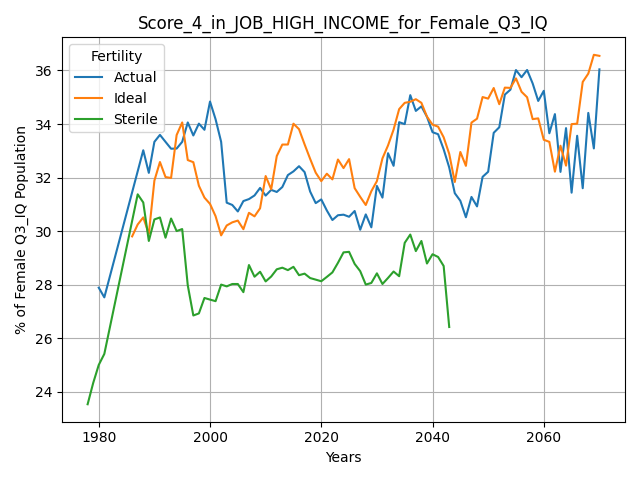 Score_4_in_JOB_HIGH_INCOME_for_Female_Q3_IQ
Fertility
Actual
Ideal
Sterile
% of Female Q3_IQ Population
36
34
32
30
28
26
24
1980
2000
2020
2040
2060
Years